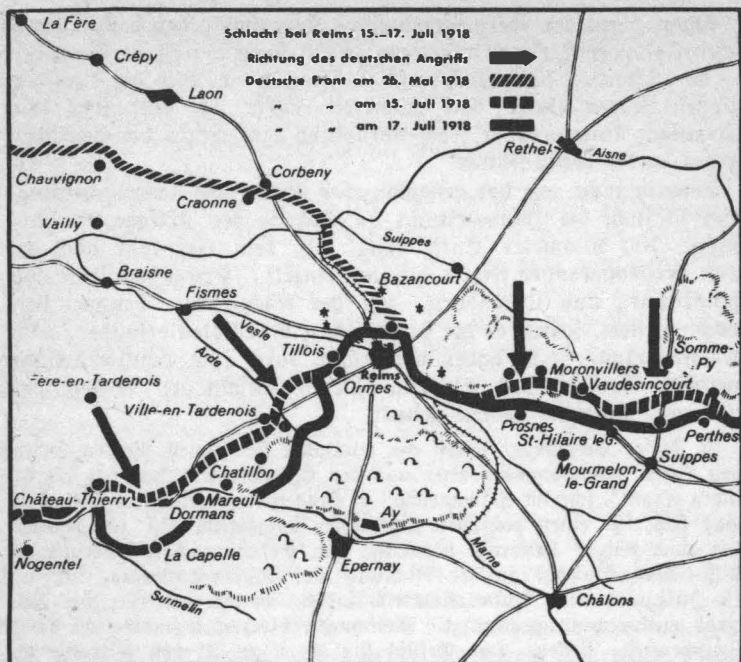 La Fère
Schlacht bei Reims 15.–17. Juli 1918
Crépy
Richtung des deutschen Angriffs
Deutsche Front am 26. Mai 1918
Laon
„ am 15. Juli 1918
„ am 17. Juli 1918
Rethel
Aisne
Chauvignon
Corbeny
Craonne
Vailly
Suippes
Braisne
Bazancourt
Fismes
Vesle
Arde
Tillois
Somme-Py
Moronvillers
Vaudesincourt
Fère-en-Tardenois
Ormes
Reims
Ville-en-Tardenois
Prosnes
St-Hilaire le G.
Perthes
Chatillon
Mourmelon-le-Grand
Suippes
Château-Thierry
Mareuil
Dormans
Ay
Marne
La Capelle
Nogentel
Epernay
Surmelin
Châlons